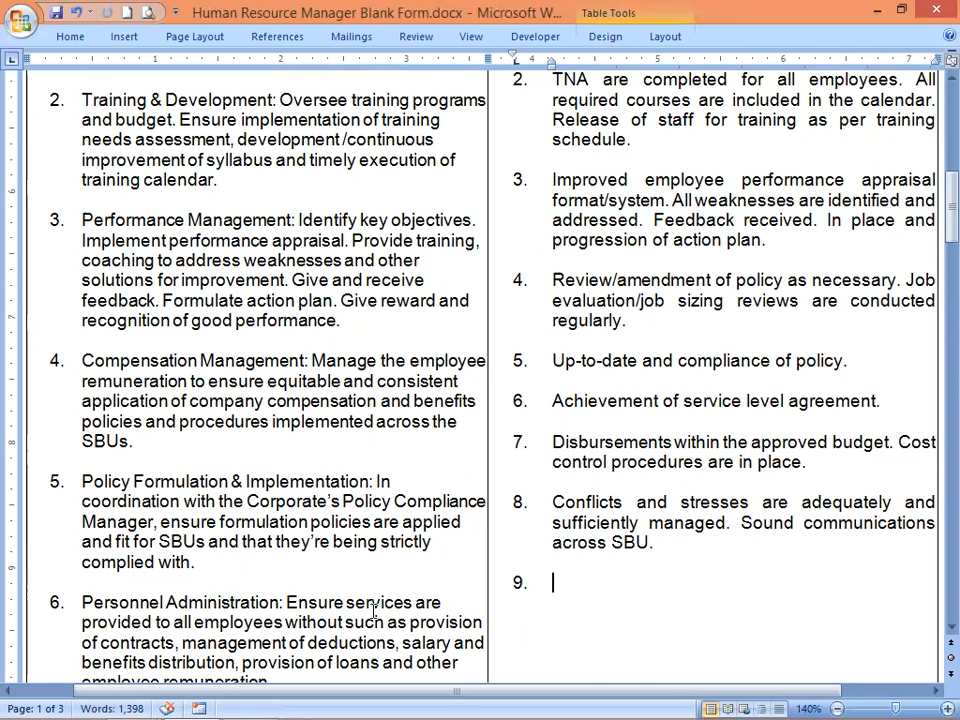 Human Resource Manager Blank Form.docx - Microsoft W...
Table Tools
Home Insert Page Layout References Mailings Review View Developer Design Layout
1 2 3 4 5 6 7
2. Training & Development: Oversee training programs
and budget. Ensure implementation of training
needs assessment, development /continuous
improvement of syllabus and timely execution of
training calendar.
3. Performance Management: Identify key objectives.
Implement performance appraisal. Provide training,
coaching to address weaknesses and other
solutions for improvement. Give and receive
feedback. Formulate action plan. Give reward and
recognition of good performance.
4. Compensation Management: Manage the employee
remuneration to ensure equitable and consistent
application of company compensation and benefits
policies and procedures implemented across the
SBUs.
5. Policy Formulation & Implementation: In
coordination with the Corporate's Policy Compliance
Manager, ensure formulation policies are applied
and fit for SBUs and that they're being strictly
complied with.
6. Personnel Administration: Ensure services are
provided to all employees without such as provision
of contracts, management of deductions, salary and
benefits distribution, provision of loans and other
employee remuneration.
2. TNA are completed for all employees. All
required courses are included in the calendar.
Release of staff for training as per training
schedule.
3. Improved employee performance appraisal
format/system. All weaknesses are identified and
addressed. Feedback received. In place and
progression of action plan.
4. Review/amendment of policy as necessary. Job
evaluation/job sizing reviews are conducted
regularly.
5. Up-to-date and compliance of policy.
6. Achievement of service level agreement.
7. Disbursements within the approved budget. Cost
control procedures are in place.
8. Conflicts and stresses are adequately and
sufficiently managed. Sound communications
across SBU.
9.
Page: 1 of 3 Words: 1,398 140%